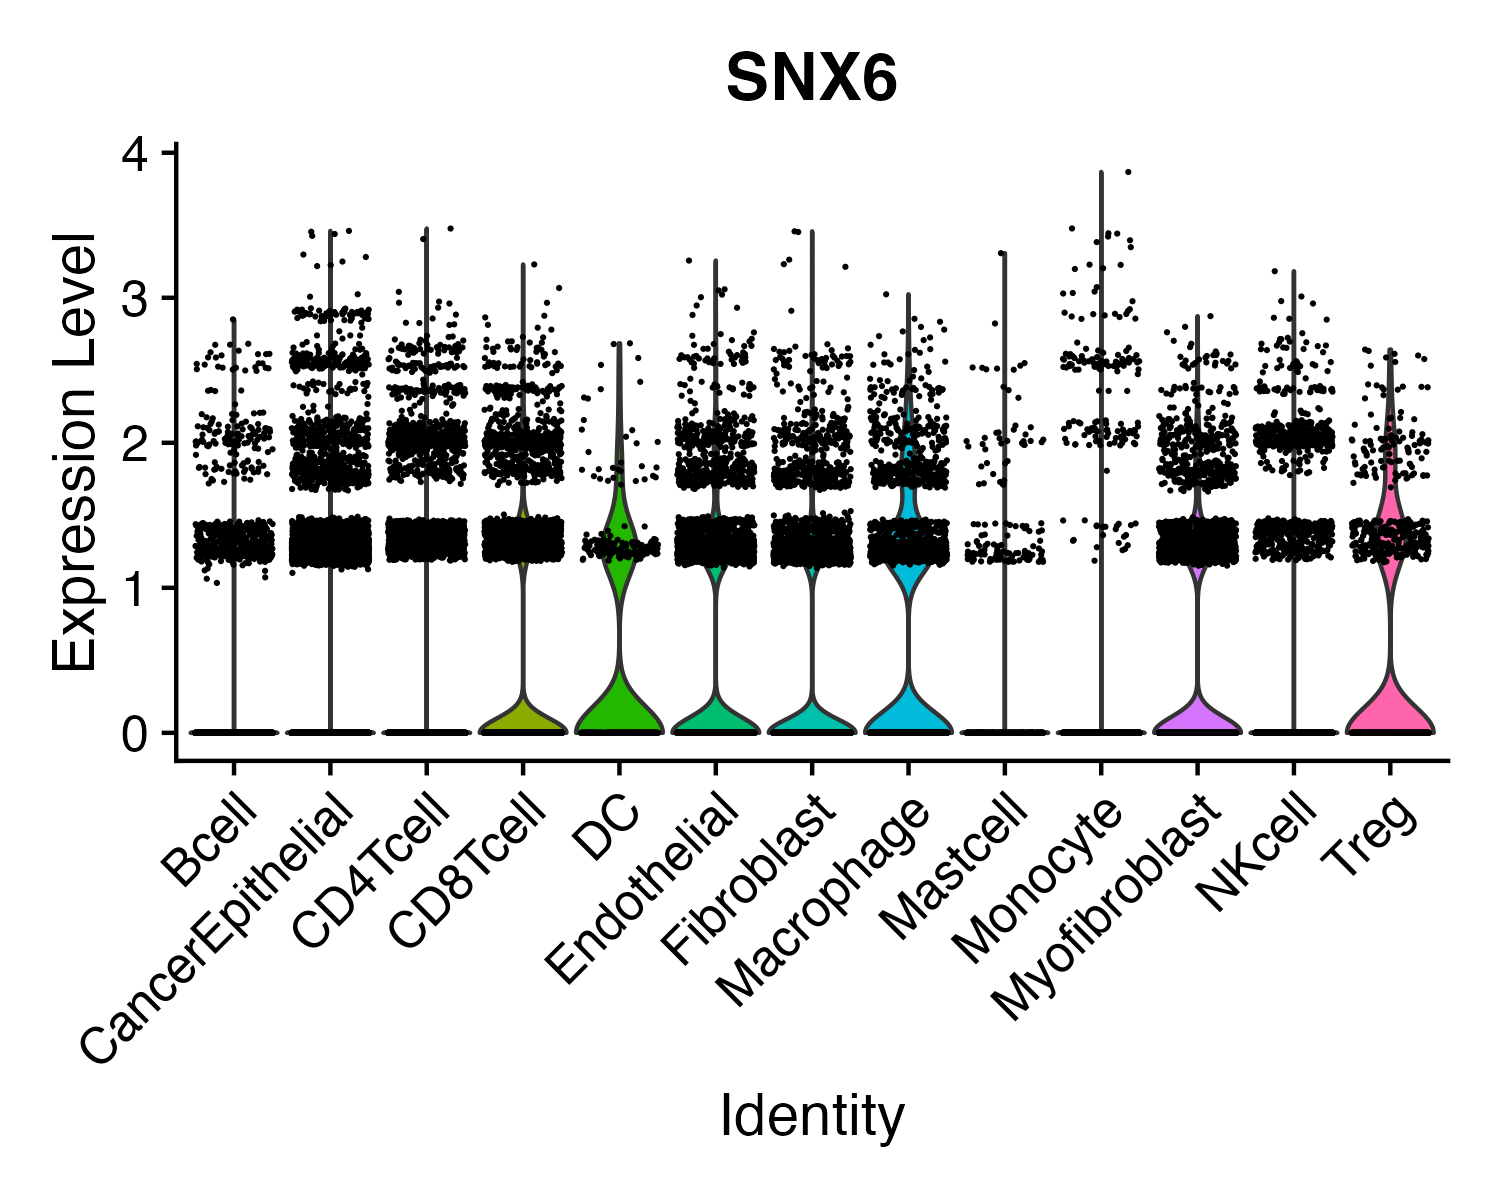 SNX6
Expression Level
4
3
2
1
0
Bcell
CancerEpithelial
CD4Tcell
CD8Tcell
DC
Endothelial
Fibroblast
Macrophage
Mastcell
Monocyte
Myofibroblast
NKcell
Treg
Identity